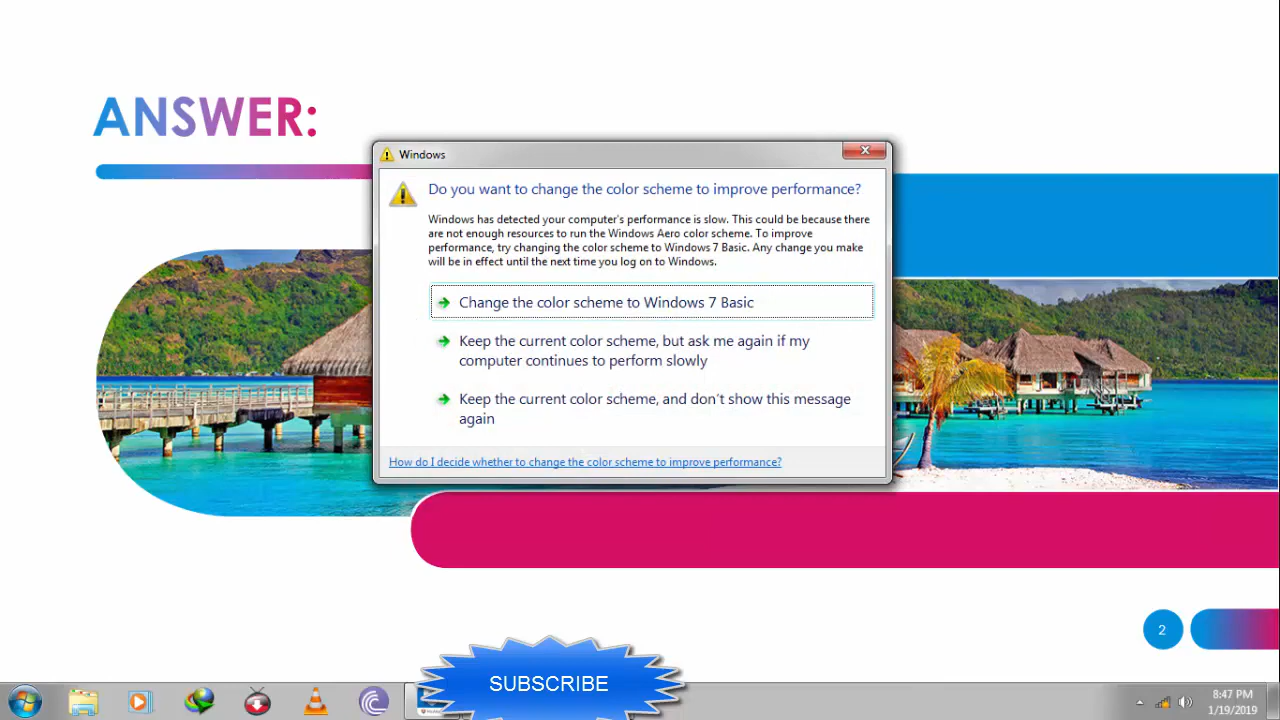 ANSWER:
Windows
Do you want to change the color scheme to improve performance?
Windows has detected your computer's performance is slow. This could be because there
are not enough resources to run the Windows Aero color scheme. To improve
performance, try changing the color scheme to Windows 7 Basic. Any change you make
will be in effect until the next time you log on to Windows.
Change the color scheme to Windows 7 Basic
Keep the current color scheme, but ask me again if my
computer continues to perform slowly
Keep the current color scheme, and don't show this message
again
How do I decide whether to change the color scheme to improve performance?
2
SUBSCRIBE
8:47 PM
1/19/2019